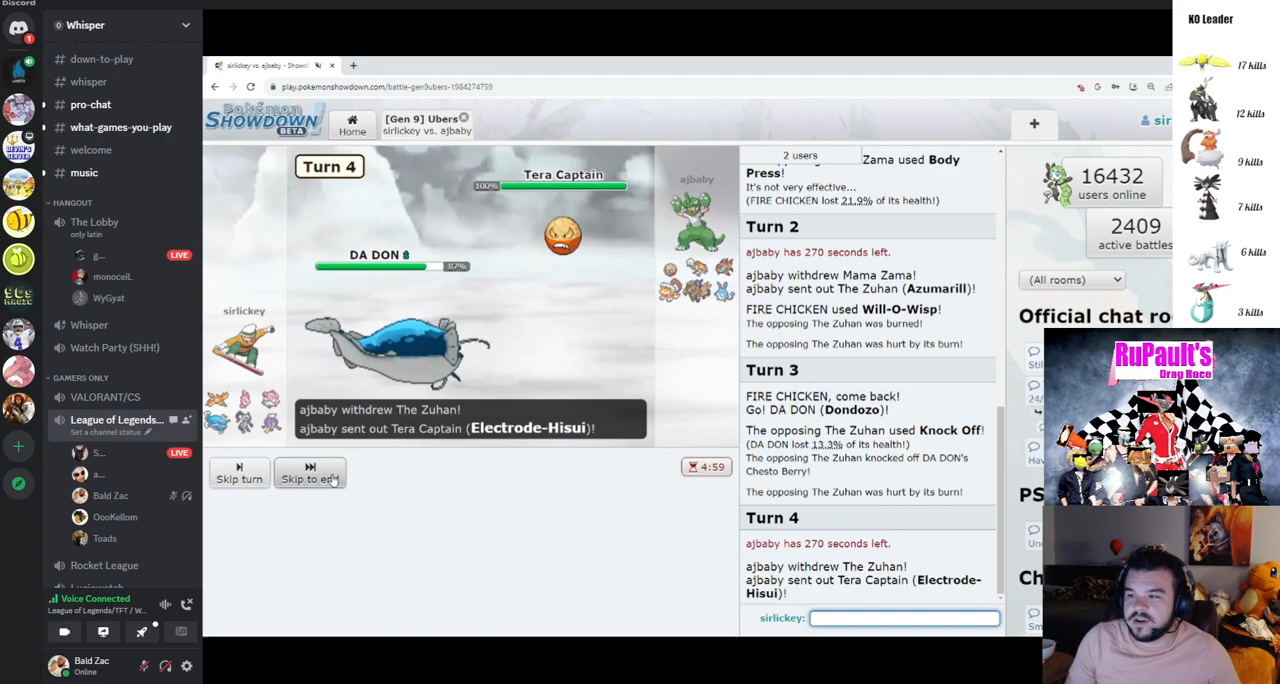 Discord
Whisper
down-to-play
whisper
pro-chat
what-games-you-play
welcome
music
HANGOUT
The Lobby
only latin
g...
LIVE
monoceiL
WyGyat
Whisper
Watch Party (SHH!)
GAMERS ONLY
VALORANT/CS
League of Legends...
Set a channel status
S...
LIVE
a...
Bald Zac
OooKellom
Toads
Rocket League
Voice Connected
League of Legends/TFT / W...
Bald Zac
Online
sirlickey vs. ajbaby - Showd
play.pokemonshowdown.com/battle-gen9ubers-1984274759
Pokémon
SHOWDOWN!
BETA
Home
[Gen 9] Ubers
sirlickey vs. ajbaby
sir
Turn 4
Tera Captain
100%
DA DON
87%
sirlickey
ajbaby
ajbaby withdrew The Zuhan!
ajbaby sent out Tera Captain (Electrode-Hisui)!
Skip turn
Skip to end
4:59
2 users
Zama used Body
Press!
It's not very effective...
(FIRE CHICKEN lost 21.9% of its health!)
Turn 2
ajbaby has 270 seconds left.
ajbaby withdrew Mama Zama!
ajbaby sent out The Zuhan (Azumarill)!
FIRE CHICKEN used Will-O-Wisp!
The opposing The Zuhan was burned!
The opposing The Zuhan was hurt by its burn!
Turn 3
FIRE CHICKEN, come back!
Go! DA DON (Dondozo)!
The opposing The Zuhan used Knock Off!
(DA DON lost 13.3% of its health!)
The opposing The Zuhan knocked off DA DON's
Chesto Berry!
The opposing The Zuhan was hurt by its burn!
Turn 4
ajbaby has 270 seconds left.
ajbaby withdrew The Zuhan!
ajbaby sent out Tera Captain (Electrode-
Hisui)!
sirlickey:
16432
users online
2409
active battles
(All rooms)
Official chat ro
PS
Ch
KO Leader
17 kills
12 kills
9 kills
7 kills
6 kills
3 kills
RuPault's
Drag Race